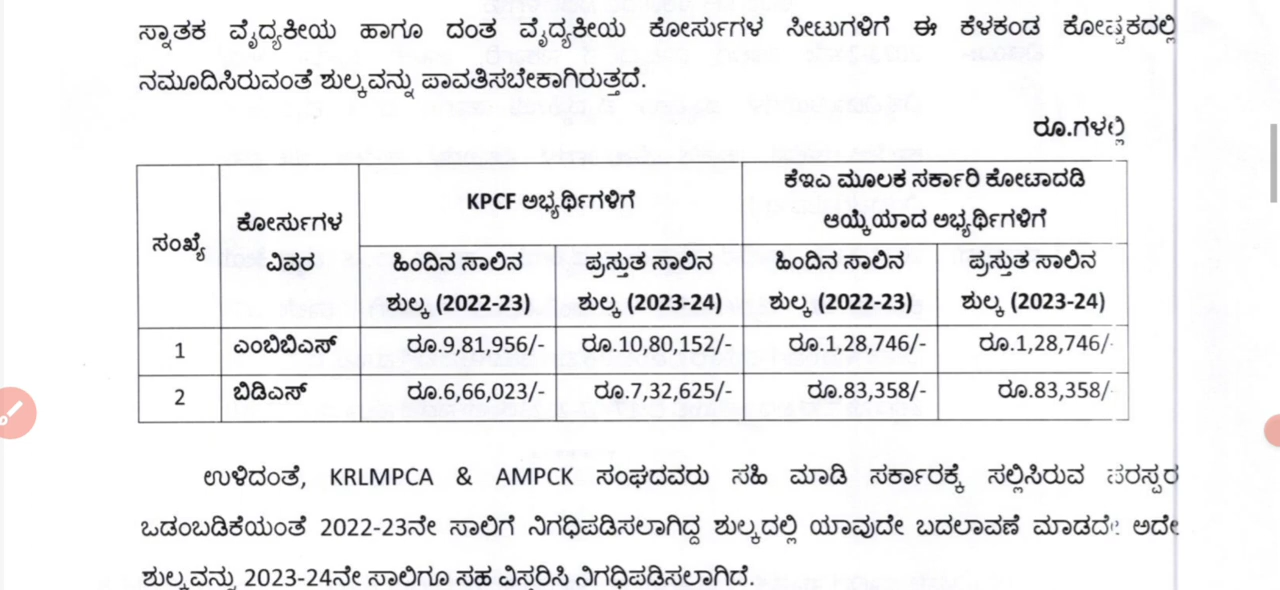 ಸ್ನಾತಕ ವೈದ್ಯಕೀಯ ಹಾಗೂ ದಂತ ವೈದ್ಯಕೀಯ ಕೋರ್ಸುಗಳ ಸೀಟುಗಳಿಗೆ ಈ ಕೆಳಕಂಡ ಕೋಷ್ಟಕದಲ್ಲಿ
ನಮೂದಿಸಿರುವಂತೆ ಶುಲ್ಕವನ್ನು ಪಾವತಿಸಬೇಕಾಗಿರುತ್ತದೆ.
ರೂ.ಗಳಲ್ಲಿ
ಸಂಖ್ಯೆ
ಕೋರ್ಸುಗಳ
ವಿವರ
KPCF ಅಭ್ಯರ್ಥಿಗಳಿಗೆ
ಕೆಇಎ ಮೂಲಕ ಸರ್ಕಾರಿ ಕೋಟಾದಡಿ
ಆಯ್ಕೆಯಾದ ಅಭ್ಯರ್ಥಿಗಳಿಗೆ
ಹಿಂದಿನ ಸಾಲಿನ
ಶುಲ್ಕ (2022-23)
ಪ್ರಸ್ತುತ ಸಾಲಿನ
ಶುಲ್ಕ (2023-24)
ಹಿಂದಿನ ಸಾಲಿನ
ಶುಲ್ಕ (2022-23)
ಪ್ರಸ್ತುತ ಸಾಲಿನ
ಶುಲ್ಕ (2023-24)
1 ಎಂಬಿಬಿಎಸ್ ರೂ.9,81,956/- ರೂ.10,80,152/- ರೂ.1,28,746/- ರೂ.1,28,746/-
2 ಬಿಡಿಎಸ್ ರೂ.6,66,023/- ರೂ.7,32,625/- ರೂ.83,358/- ರೂ.83,358/-
ಉಳಿದಂತೆ, KRLMPCA & AMPCK ಸಂಘದವರು ಸಹಿ ಮಾಡಿ ಸರ್ಕಾರಕ್ಕೆ ಸಲ್ಲಿಸಿರುವ ಪರಸ್ಪರ
ಒಡಂಬಡಿಕೆಯಂತೆ 2022-23ನೇ ಸಾಲಿಗೆ ನಿಗಧಿಪಡಿಸಲಾಗಿದ್ದ ಶುಲ್ಕದಲ್ಲಿ ಯಾವುದೇ ಬದಲಾವಣೆ ಮಾಡದೇ ಅದೇ
ಶುಲ್ಕವನ್ನು 2023-24ನೇ ಸಾಲಿಗೂ ಸಹ ವಿಸ್ತರಿಸಿ ನಿಗಧಿಪಡಿಸಲಾಗಿದೆ.